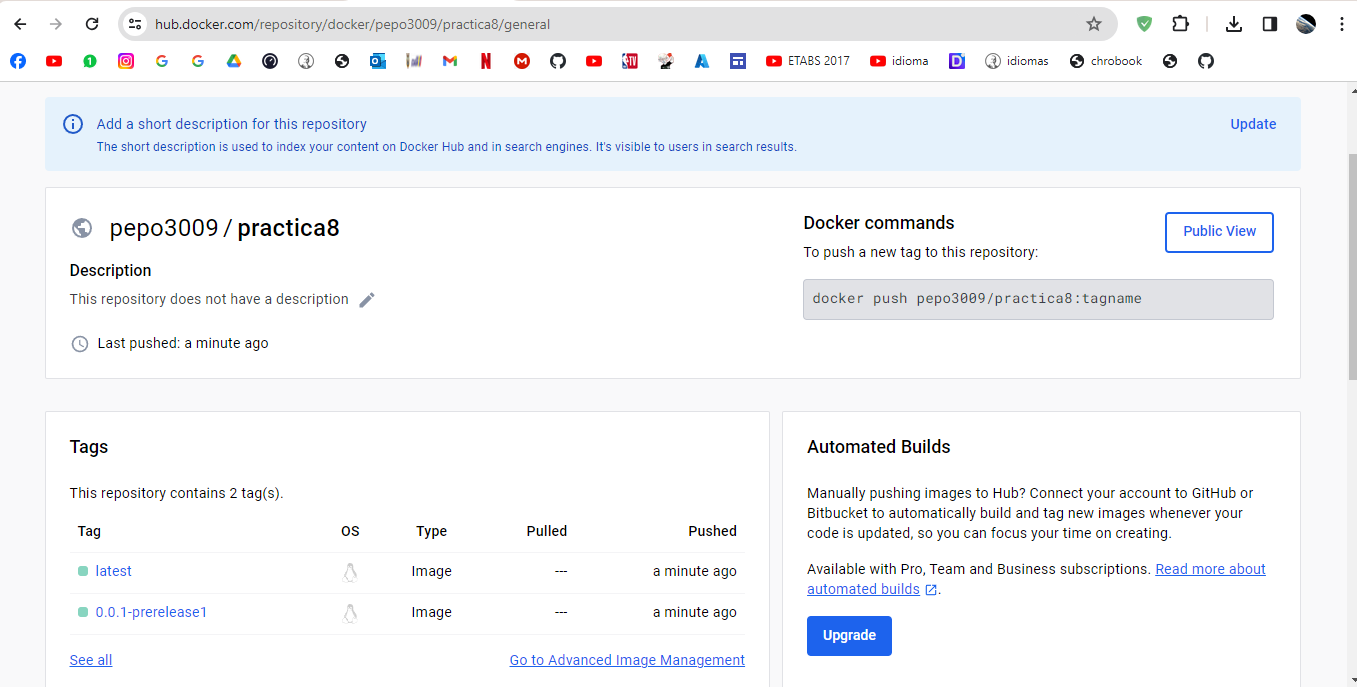 hub.docker.com/repository/docker/pepo3009/practica8/general
ETABS 2017
idioma
idiomas
chrobook
Add a short description for this repository
Update
The short description is used to index your content on Docker Hub and in search engines. It's visible to users in search results.
pepo3009 / practica8
Description
This repository does not have a description
Last pushed: a minute ago
Docker commands
Public View
To push a new tag to this repository:
docker push pepo3009/practica8:tagname
Tags
This repository contains 2 tag(s).
Tag OS Type Pulled Pushed
latest Image --- a minute ago
0.0.1-prerelease1 Image --- a minute ago
See all Go to Advanced Image Management
Automated Builds
Manually pushing images to Hub? Connect your account to GitHub or
Bitbucket to automatically build and tag new images whenever your
code is updated, so you can focus your time on creating.
Available with Pro, Team and Business subscriptions. Read more about
automated builds.
Upgrade